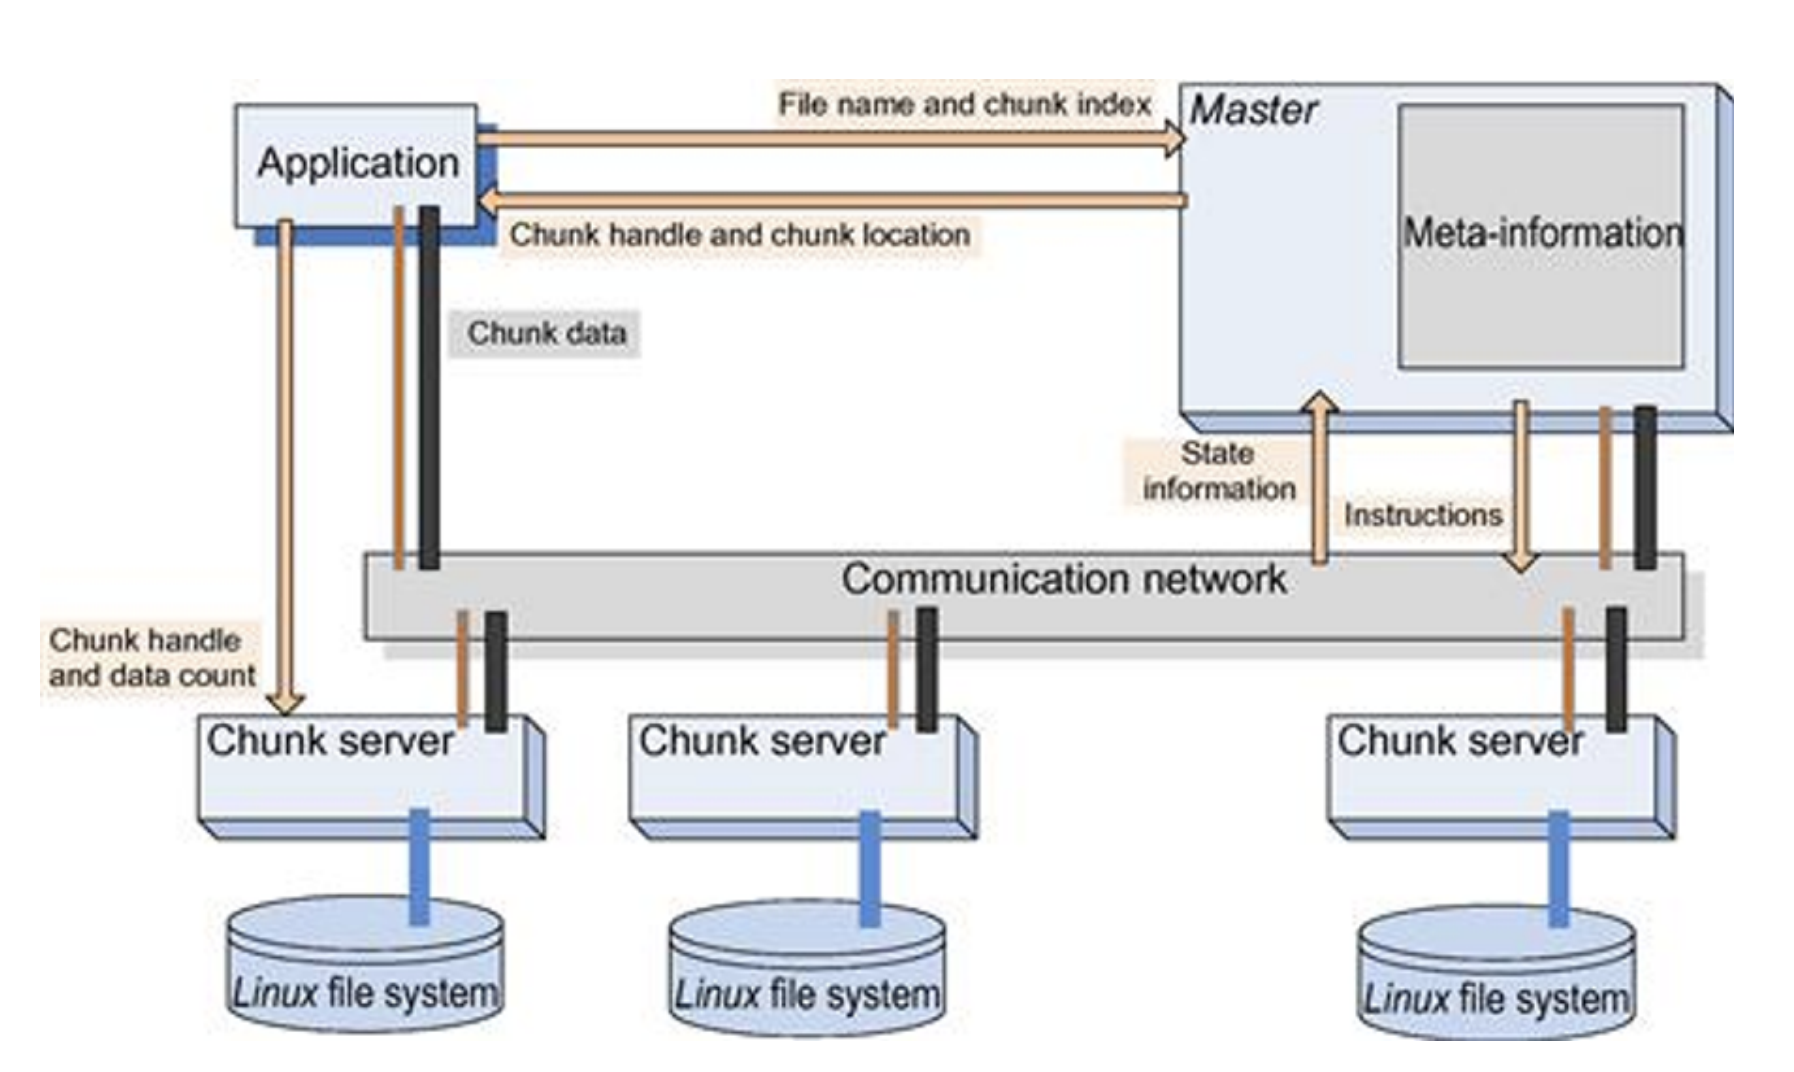 File name and chunk index
Master
Application
Meta-information
Chunk handle and chunk location
Chunk data
State
information
Instructions
Communication network
Chunk handle
and data count
Chunk server
Chunk server
Chunk server
Linux file system
Linux file system
Linux file system